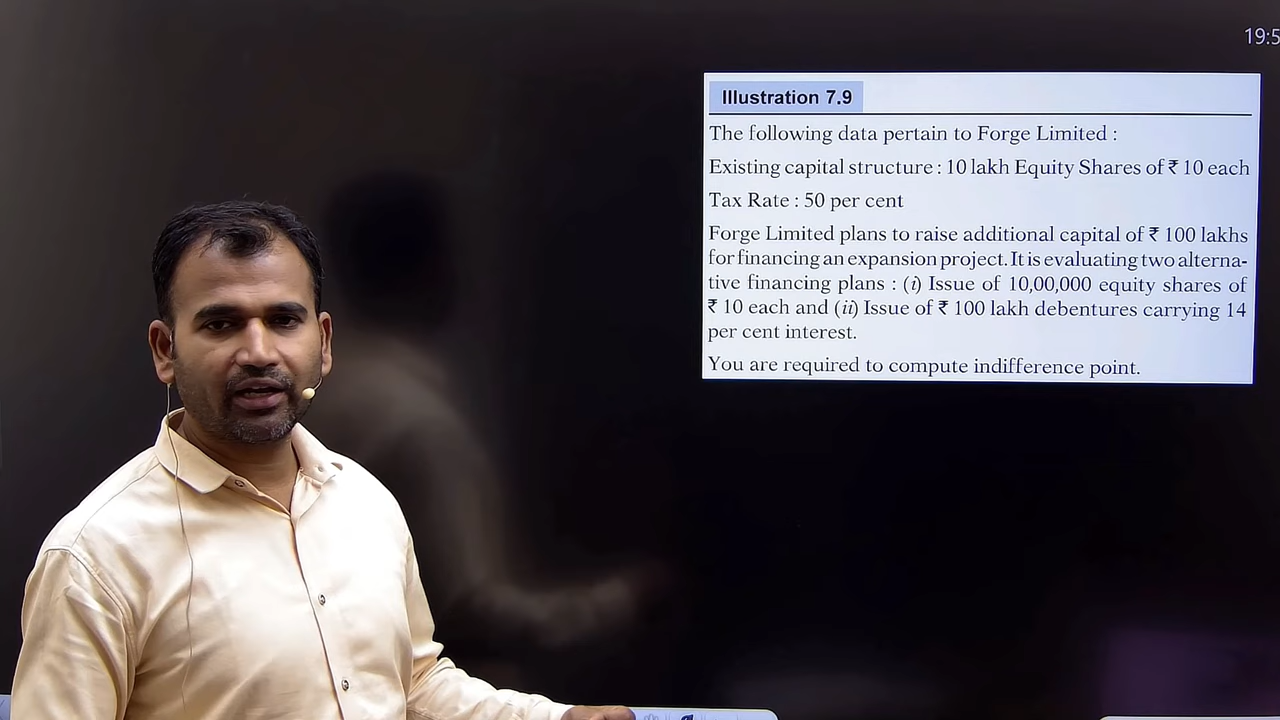 19:5
Illustration 7.9
The following data pertain to Forge Limited :
Existing capital structure : 10 lakh Equity Shares of ₹ 10 each
Tax Rate : 50 per cent
Forge Limited plans to raise additional capital of ₹ 100 lakhs
for financing an expansion project. It is evaluating two alterna-
tive financing plans : (i) Issue of 10,00,000 equity shares of
₹ 10 each and (ii) Issue of ₹ 100 lakh debentures carrying 14
per cent interest.
You are required to compute indifference point.